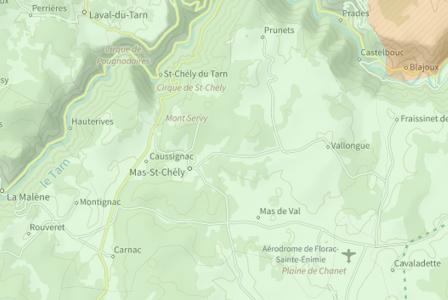 Perrières
Laval-du-Tarn
Prades
Prunets
Cirque de
Pougnadoires
Castelbouc
Blajoux
St-Chély du Tarn
Cirque de St-Chely
Hauterives
Mont Servy
Fraissinet de
Vallongue
Caussignac
le Tarn
Mas-St-Chély
La Malène
Montignac
Mas de Val
Rouveret
Carnac
Aérodrome de Florac-
Sainte-Énimie
Plaine de Chanet
Cavaladette